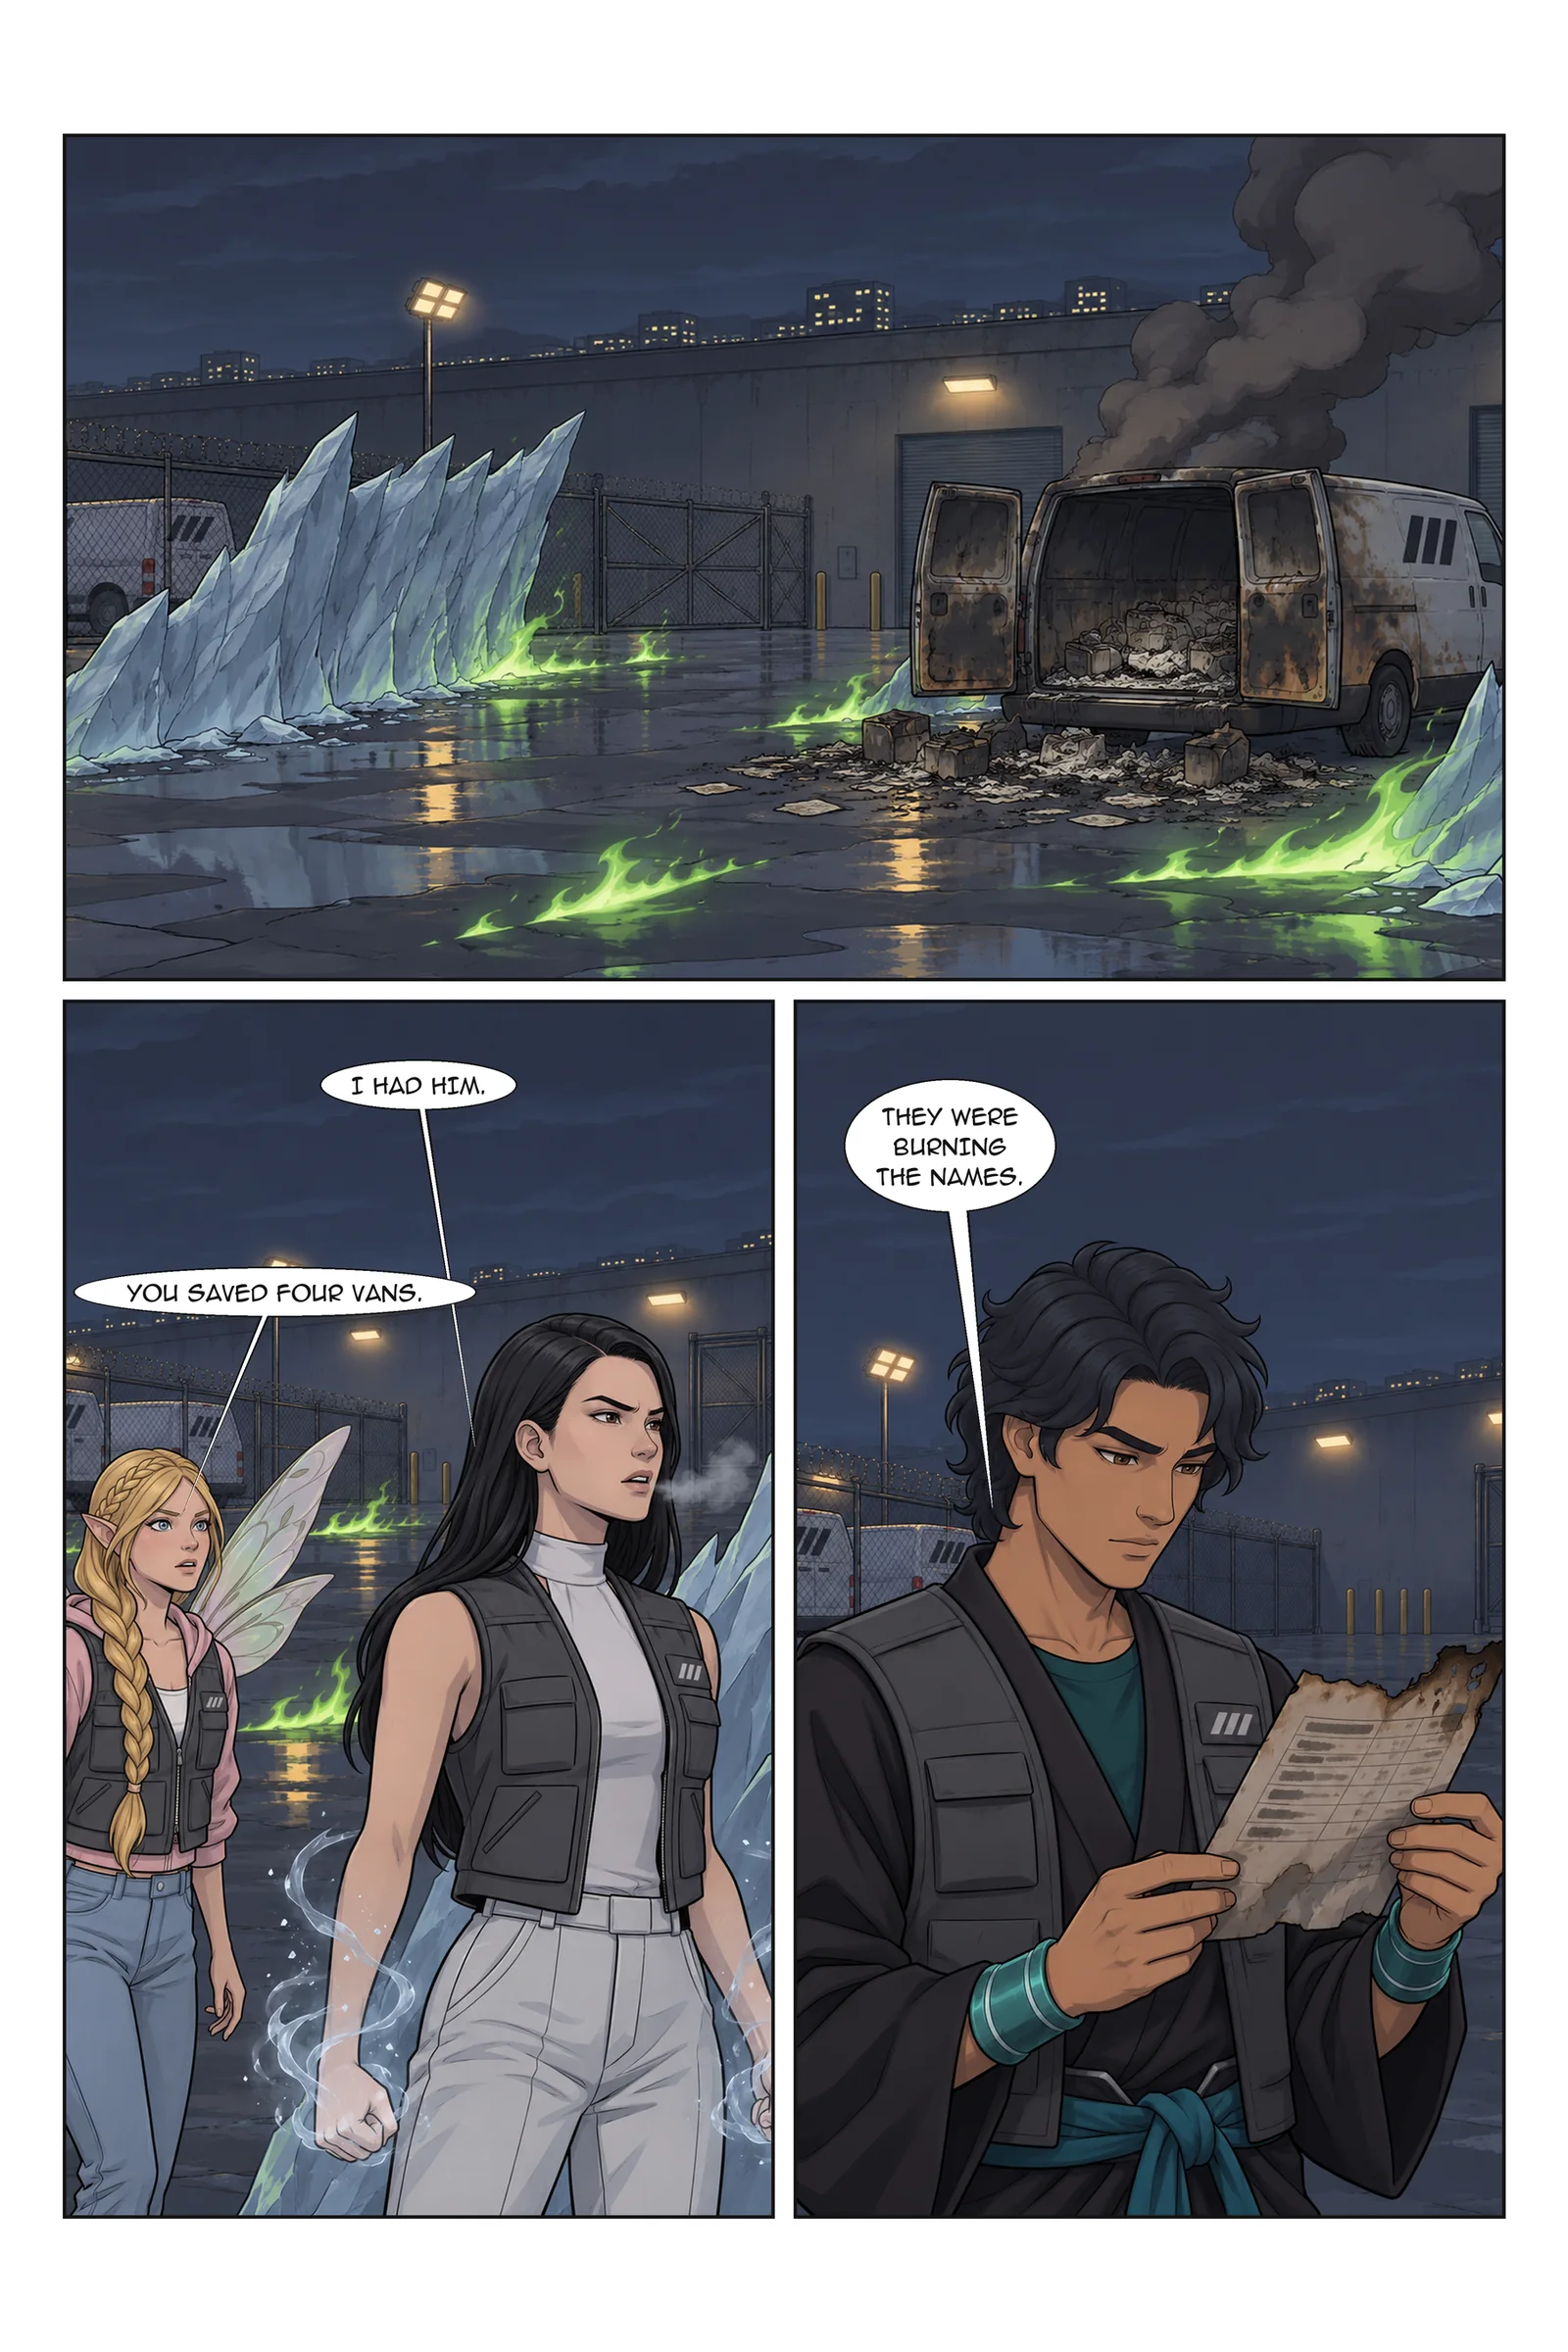 I HAD HIM.
YOU SAVED FOUR VANS.
THEY WERE
BURNING
THE NAMES.